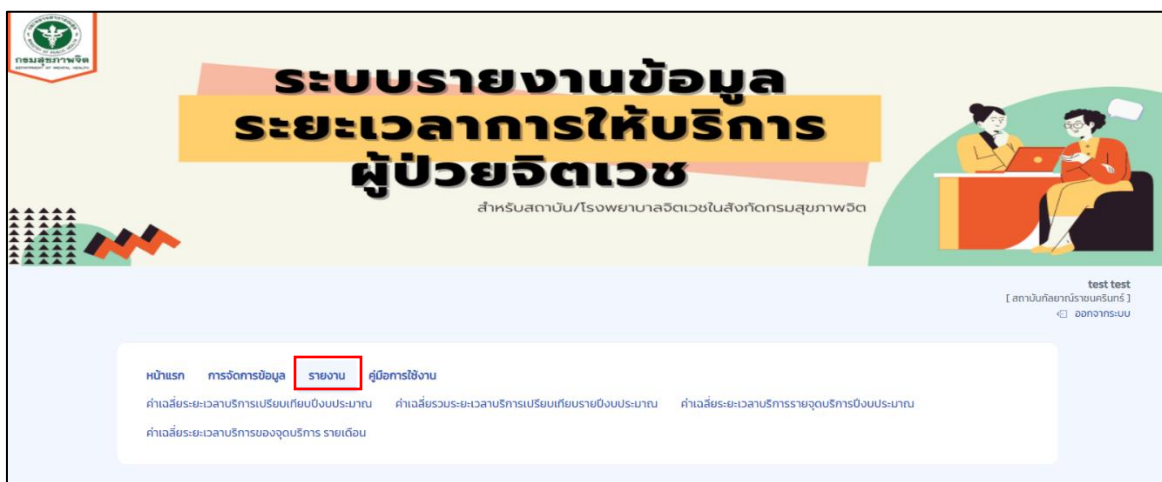 กรมสุขภาพจิต
DEPARTMENT OF MENTAL HEALTH
ระบบรายงานข้อมูล
ระยะเวลาการให้บริการ
ผู้ป่วยจิตเวช
สำหรับสถาบัน/โรงพยาบาลจิตเวชในสังกัดกรมสุขภาพจิต
test test
[ สถาบันกัลยาณ์ราชนครินทร์ ]
ออกจากระบบ
หน้าแรก การจัดการข้อมูล รายงาน คู่มือการใช้งาน
ค่าเฉลี่ยระยะเวลาบริการเปรียบเทียบปีงบประมาณ ค่าเฉลี่ยรวมระยะเวลาบริการเปรียบเทียบรายปีงบประมาณ ค่าเฉลี่ยระยะเวลาบริการรายจุดบริการปีงบประมาณ
ค่าเฉลี่ยระยะเวลาบริการของจุดบริการ รายเดือน